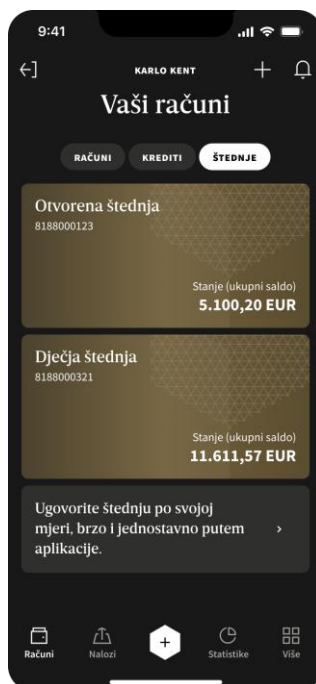 9:41
KARLO KENT
Vaši računi
RAČUNI KREDITI ŠTEDNJE
Otvorena štednja
8188000123
Stanje (ukupni saldo)
5.100,20 EUR
Dječja štednja
8188000321
Stanje (ukupni saldo)
11.611,57 EUR
Ugovorite štednju po svojoj
mjeri, brzo i jednostavno putem
aplikacije.
Računi Nalozi Statistike Više